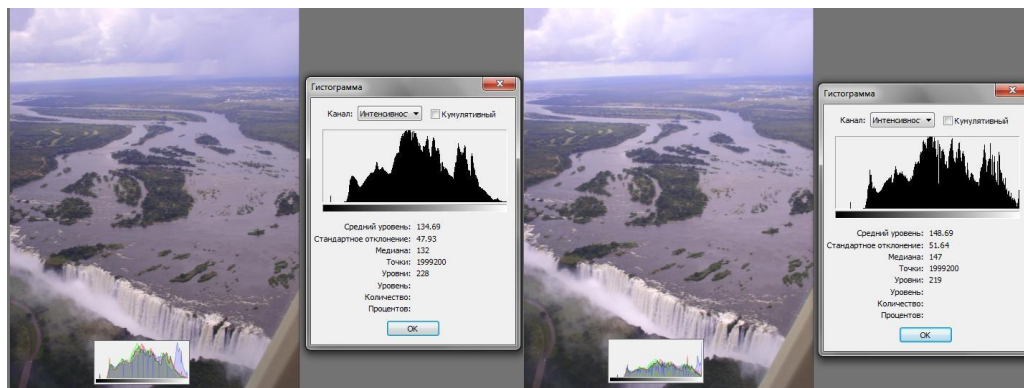 Гистограмма
Канал: Интенсивнос Кумулятивный
Средний уровень: 134.69
Стандартное отклонение: 47.93
Медиана: 132
Точки: 1999200
Уровни: 228
Уровень:
Количество:
Процентов:
OK
Гистограмма
Канал: Интенсивнос Кумулятивный
Средний уровень: 148.69
Стандартное отклонение: 51.64
Медиана: 147
Точки: 1999200
Уровни: 219
Уровень:
Количество:
Процентов:
OK